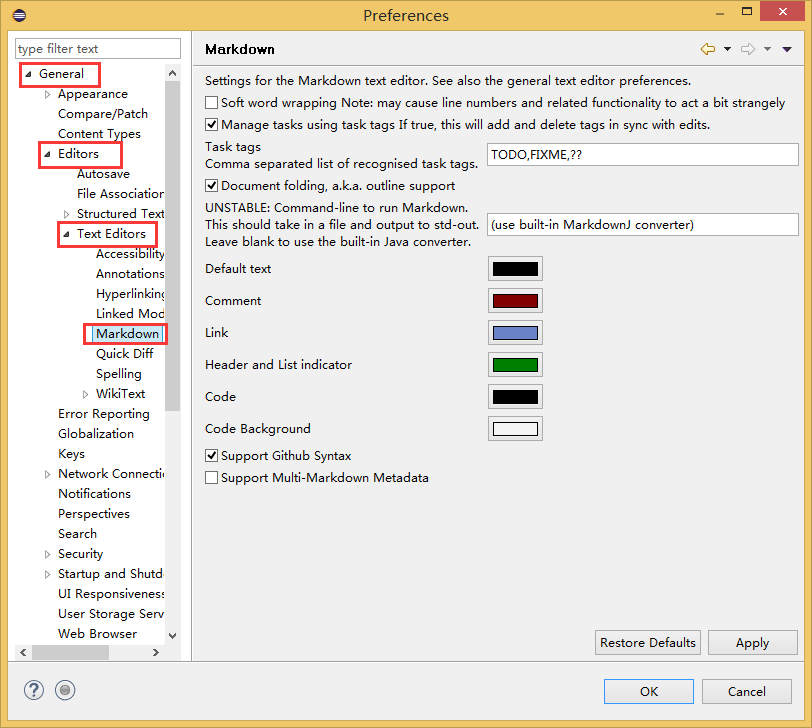 Preferences
type filter text
General
Appearance
Compare/Patch
Content Types
Editors
Autosave
File Association
Structured Text
Text Editors
Accessibility
Annotations
Hyperlinking
Linked Mod
Markdown
Quick Diff
Spelling
WikiText
Error Reporting
Globalization
Keys
Network Connecti
Notifications
Perspectives
Search
Security
Startup and Shutd
UI Responsiveness
User Storage Serv
Web Browser
Markdown
Settings for the Markdown text editor. See also the general text editor preferences.
Soft word wrapping Note: may cause line numbers and related functionality to act a bit strangely
Manage tasks using task tags If true, this will add and delete tags in sync with edits.
Task tags
Comma separated list of recognised task tags.
TODO,FIXME,??
Document folding, a.k.a. outline support
UNSTABLE: Command-line to run Markdown.
This should take in a file and output to std-out.
Leave blank to use the built-in Java converter.
(use built-in MarkdownJ converter)
Default text
Comment
Link
Header and List indicator
Code
Code Background
Support Github Syntax
Support Multi-Markdown Metadata
Restore Defaults
Apply
?
OK
Cancel